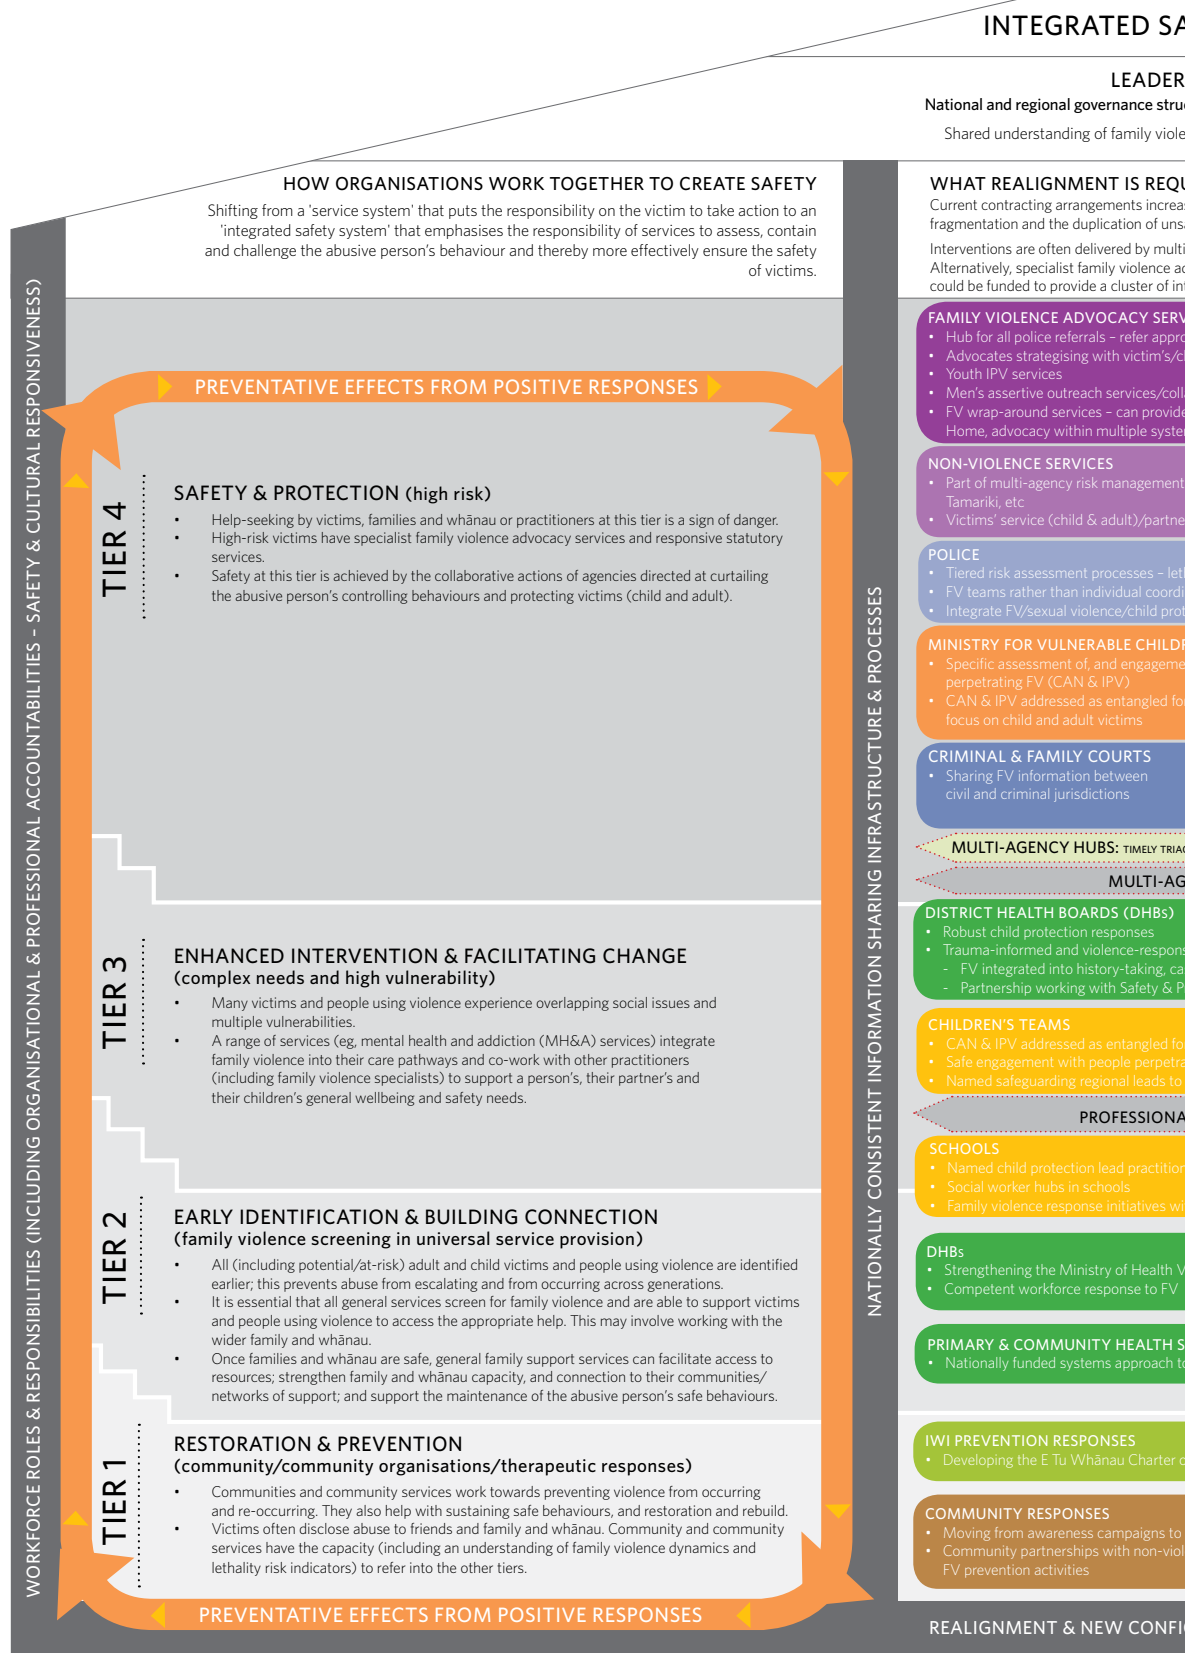 INTEGRATED
LEADER
National and regional governance
Shared understanding of family
HOW ORGANISATIONS WORK TOGETHER TO CREATE SAFETY
Shifting from a 'service system' that puts the responsibility on the victim to take action to an
'integrated safety system' that emphasises the responsibility of services to assess, contain
and challenge the abusive person's behaviour and thereby more effectively ensure the safety
of victims.
WHAT REALIGNMENT IS
Current contracting arrangements
fragmentation and the duplication of
Interventions are often delivered by
Alternatively, specialist family violence
could be funded to provide a cluster of
WORKFORCE ROLES & RESPONSIBILITIES (INCLUDING ORGANISATIONAL & PROFESSIONAL ACCOUNTABILITIES – SAFETY & CULTURAL RESPONSIVENESS)
PREVENTATIVE EFFECTS FROM POSITIVE RESPONSES
TIER 4
SAFETY & PROTECTION (high risk)
• Help-seeking by victims, families and whānau or practitioners at this tier is a sign of danger.
• High-risk victims have specialist family violence advocacy services and responsive statutory
services.
• Safety at this tier is achieved by the collaborative actions of agencies directed at curtailing
the abusive person's controlling behaviours and protecting victims (child and adult).
TIER 3
ENHANCED INTERVENTION & FACILITATING CHANGE
(complex needs and high vulnerability)
• Many victims and people using violence experience overlapping social issues and
multiple vulnerabilities.
• A range of services (eg, mental health and addiction (MH&A) services) integrate
family violence into their care pathways and co-work with other practitioners
(including family violence specialists) to support a person's, their partner's and
their children's general wellbeing and safety needs.
TIER 2
EARLY IDENTIFICATION & BUILDING CONNECTION
(family violence screening in universal service provision)
• All (including potential/at-risk) adult and child victims and people using violence are identified
earlier; this prevents abuse from escalating and from occurring across generations.
• It is essential that all general services screen for family violence and are able to support victims
and people using violence to access the appropriate help. This may involve working with the
wider family and whānau.
• Once families and whānau are safe, general family support services can facilitate access to
resources; strengthen family and whānau capacity, and connection to their communities/
networks of support; and support the maintenance of the abusive person's safe behaviours.
TIER 1
RESTORATION & PREVENTION
(community/community organisations/therapeutic responses)
• Communities and community services work towards preventing violence from occurring
and re-occurring. They also help with sustaining safe behaviours, and restoration and rebuild.
• Victims often disclose abuse to friends and family and whānau. Community and community
services have the capacity (including an understanding of family violence dynamics and
lethality risk indicators) to refer into the other tiers.
PREVENTATIVE EFFECTS FROM POSITIVE RESPONSES
NATIONALLY CONSISTENT INFORMATION SHARING INFRASTRUCTURE & PROCESSES
FAMILY VIOLENCE ADVOCACY
• Hub for all police referrals – refer
• Advocates strategising with victim's/
• Youth IPV services
• Men's assertive outreach services/
• FV wrap-around services – can provide
Home, advocacy within multiple
NON-VIOLENCE SERVICES
• Part of multi-agency risk management
Tamariki, etc
• Victims' service (child & adult)/
POLICE
• Tiered risk assessment processes –
• FV teams rather than individual
• Integrate FV/sexual violence/child
MINISTRY FOR VULNERABLE
• Specific assessment of, and
perpetrating FV (CAN & IPV)
• CAN & IPV addressed as entangled
focus on child and adult victims
CRIMINAL & FAMILY COURTS
• Sharing FV information between
civil and criminal jurisdictions
MULTI-AGENCY HUBS: TIMELY
MULTI-AG
DISTRICT HEALTH BOARDS (DHBs)
• Robust child protection responses
• Trauma-informed and
- FV integrated into history-taking,
- Partnership working with Safety &
CHILDREN'S TEAMS
• CAN & IPV addressed as entangled
• Safe engagement with people
• Named safeguarding regional leads to
PROFESSIONA
SCHOOLS
• Named child protection lead
• Social worker hubs in schools
• Family violence response initiatives
DHBs
• Strengthening the Ministry of Health
• Competent workforce response to FV
PRIMARY & COMMUNITY HEALTH
• Nationally funded systems approach
IWI PREVENTION RESPONSES
• Developing the E Tu Whānau Charter
COMMUNITY RESPONSES
• Moving from awareness campaigns to
• Community partnerships with
FV prevention activities
REALIGNMENT & NEW